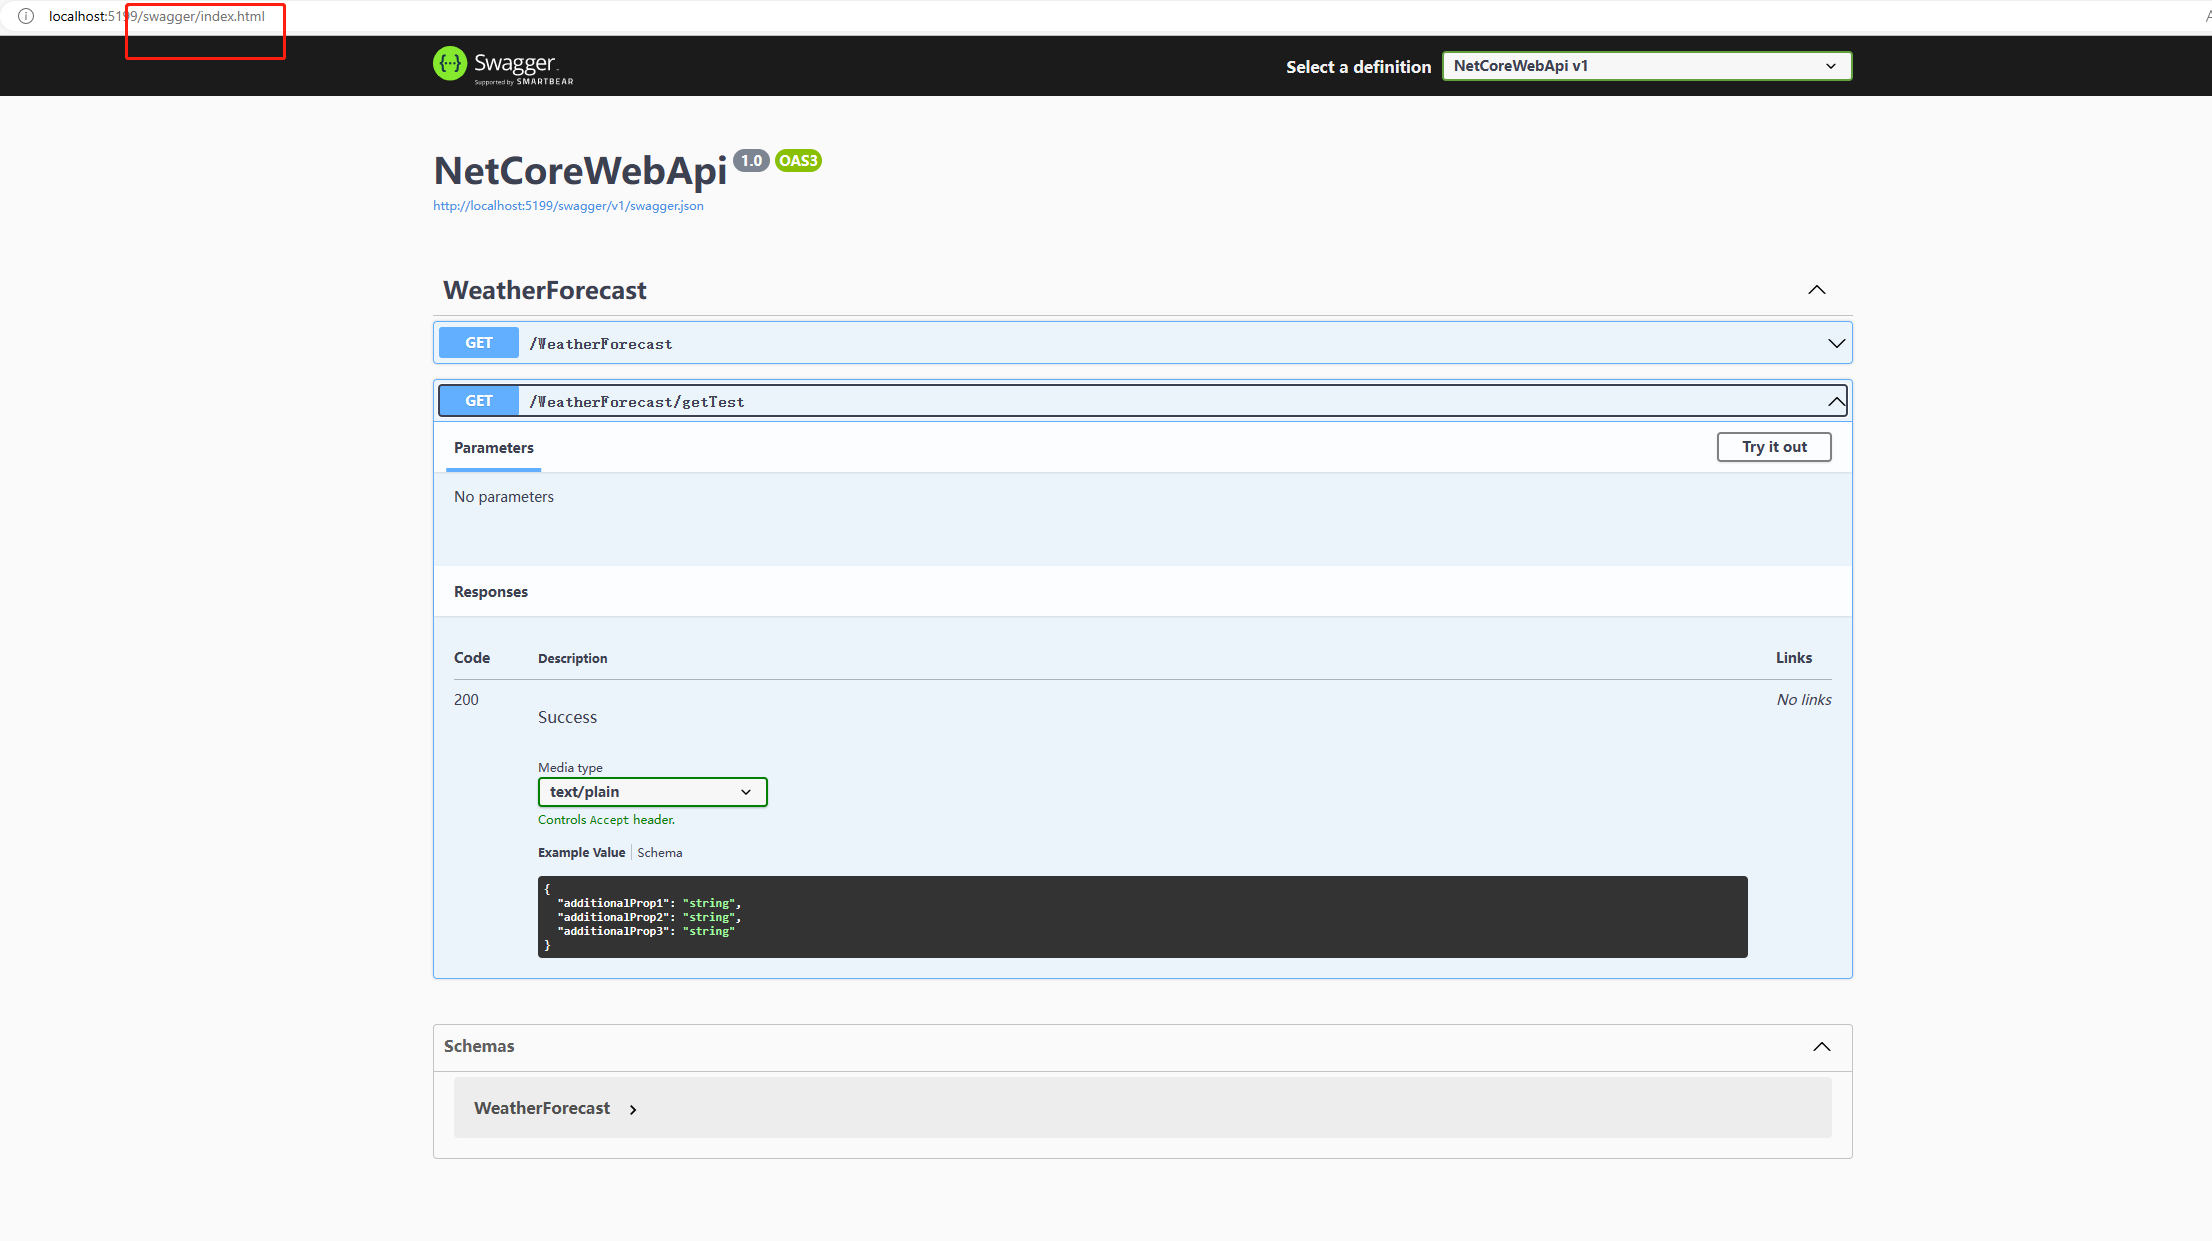 localhost:5199/swagger/index.html
Swagger.
Supported by SMARTBEAR
Select a definition
NetCoreWebApi v1
NetCoreWebApi 1.0 OAS3
http://localhost:5199/swagger/v1/swagger.json
WeatherForecast
GET /WeatherForecast
GET /WeatherForecast/getTest
Parameters
Try it out
No parameters
Responses
Code Description Links
200 Success No links
Media type
text/plain
Controls Accept header.
Example Value Schema
{
"additionalProp1": "string",
"additionalProp2": "string",
"additionalProp3": "string"
}
Schemas
WeatherForecast